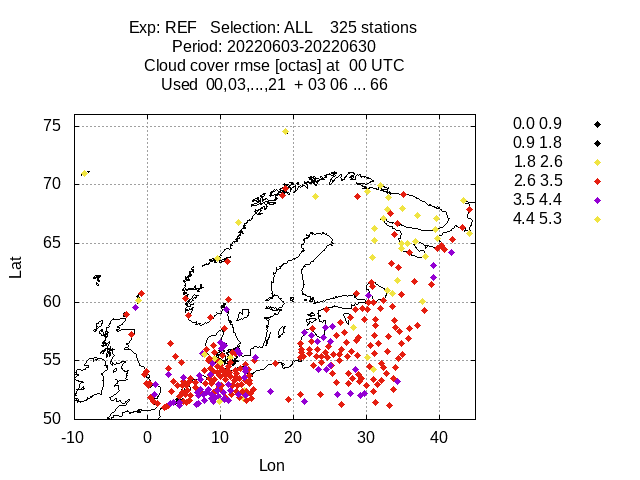 Exp: REF   Selection: ALL    325 stations
Period: 20220603-20220630
Cloud cover rmse [octas] at  00 UTC
Used  00,03,...,21  + 03 06 ... 66
75
70
65
60
55
50
-10 0 10 20 30 40
Lat
Lon
0.0 0.9
0.9 1.8
1.8 2.6
2.6 3.5
3.5 4.4
4.4 5.3